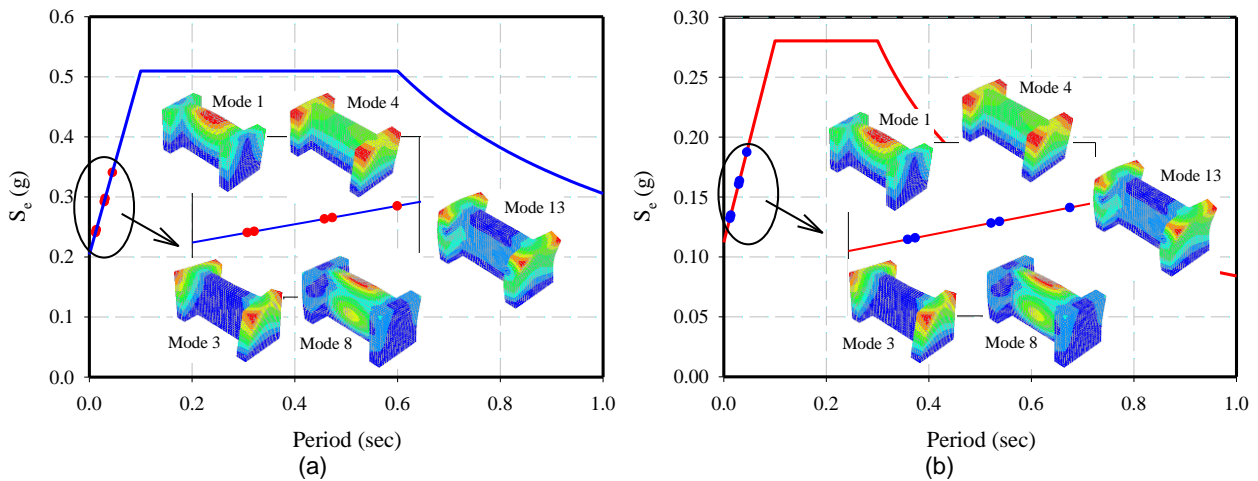 0.6
0.5
0.4
0.3
0.2
0.1
0.0
S_e (g)
Mode 1
Mode 4
Mode 13
Mode 3
Mode 8
0.0 0.2 0.4 0.6 0.8 1.0
Period (sec)
(a)
0.30
0.25
0.20
0.15
0.10
0.05
0.00
S_e (g)
Mode 4
Mode 1
Mode 13
Mode 3
Mode 8
0.0 0.2 0.4 0.6 0.8 1.0
Period (sec)
(b)